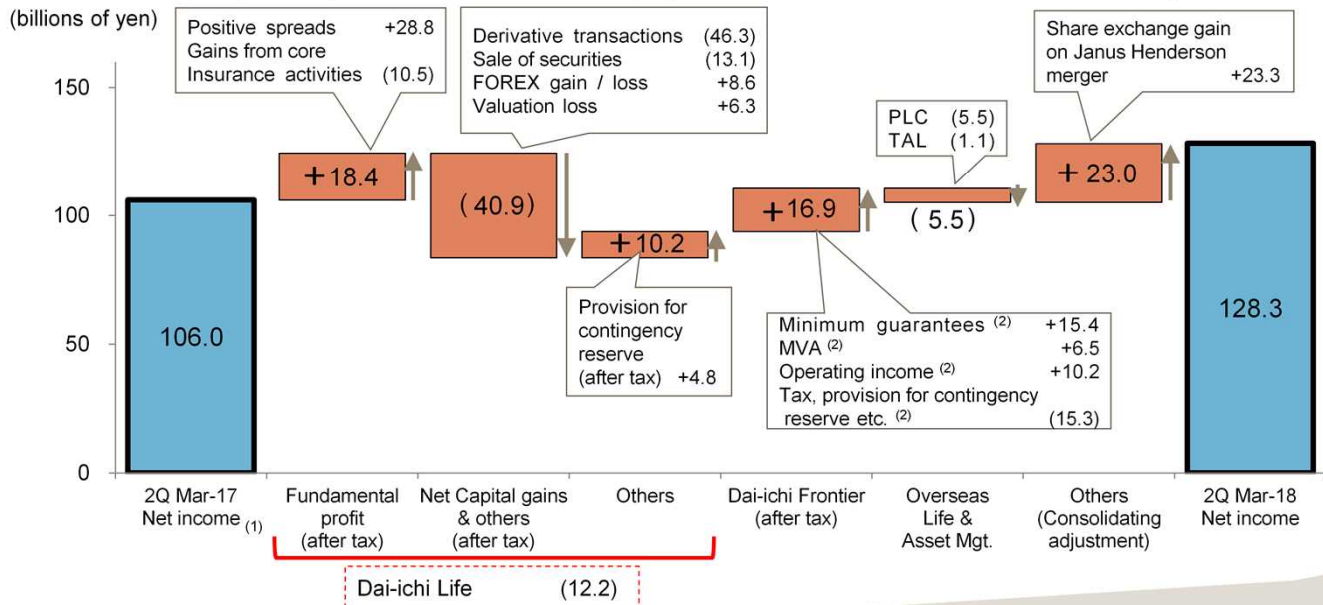 (billions of yen)
Positive spreads +28.8
Gains from core
Insurance activities (10.5)
Derivative transactions (46.3)
Sale of securities (13.1)
FOREX gain / loss +8.6
Valuation loss +6.3
Share exchange gain
on Janus Henderson
merger +23.3
PLC (5.5)
TAL (1.1)
150
100
50
0
106.0
+18.4
(40.9)
+10.2
+16.9
(5.5)
+23.0
128.3
Provision for
contingency
reserve
(after tax) +4.8
Minimum guarantees (2) +15.4
MVA (2) +6.5
Operating income (2) +10.2
Tax, provision for contingency
reserve etc. (2) (15.3)
2Q Mar-17
Net income (1)
Fundamental
profit
(after tax)
Net Capital gains
& others
(after tax)
Others
Dai-ichi Frontier
(after tax)
Overseas
Life &
Asset Mgt.
Others
(Consolidating
adjustment)
2Q Mar-18
Net income
Dai-ichi Life (12.2)